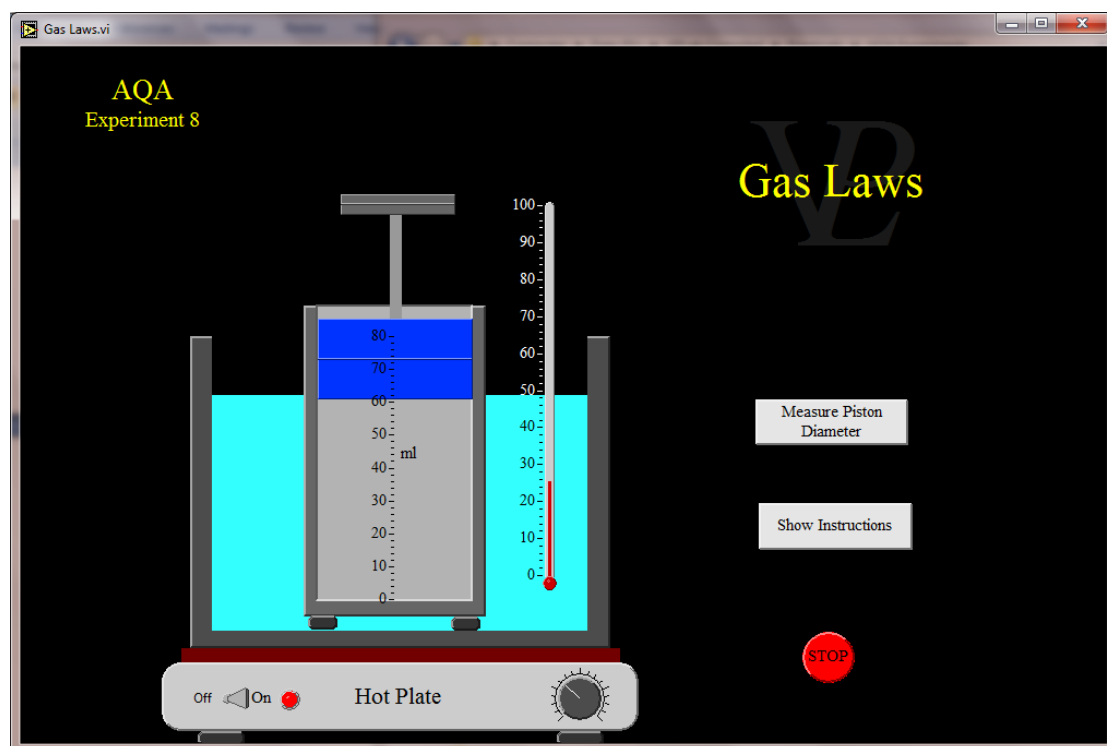 Gas Laws.vi
AQA
Experiment 8
Gas Laws
VPL
100
90
80
70
60
50
40
30
20
10
0
80
70
60
50
40
30
20
10
0
ml
Measure Piston
Diameter
Show Instructions
STOP
Off
On
Hot Plate